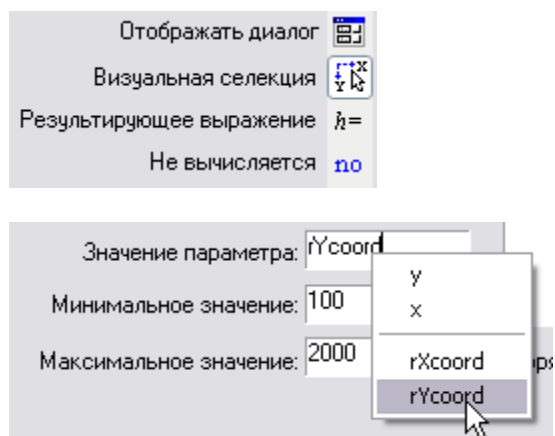 Отображать диалог
Визуальная селекция
Результирующее выражение h=
Не вычисляется no
Значение параметра: rYcoord
y
Минимальное значение: 100
x
Максимальное значение: 2000
rXcoord
rYcoord